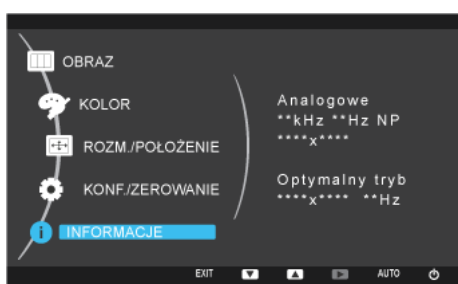 OBRAZ
KOLOR
ROZM./POŁOŻENIE
KONF./ZEROWANIE
INFORMACJE
Analogowe
**kHz **Hz NP
****x****
Optymalny tryb
****x**** **Hz
EXIT AUTO